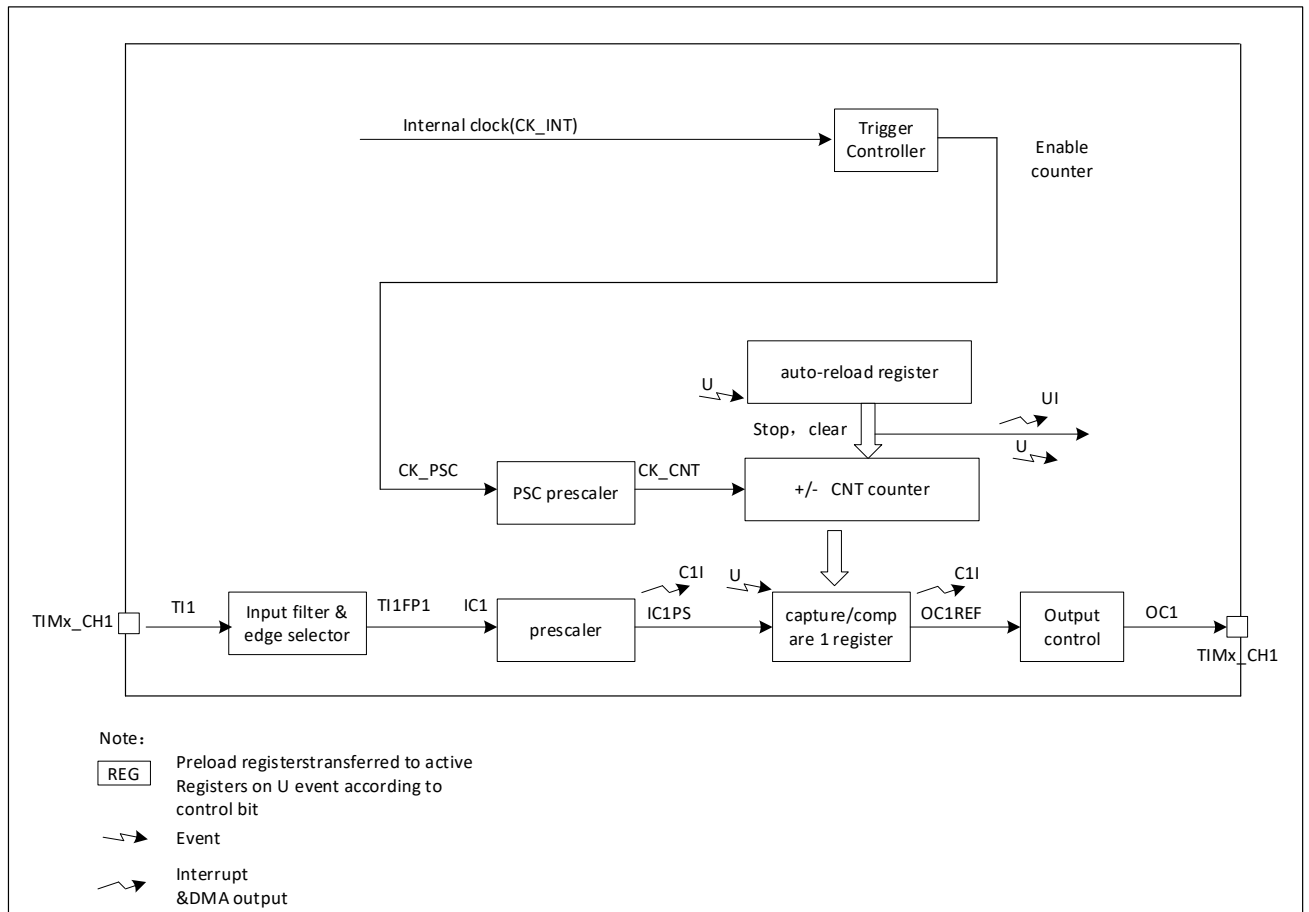 Internal clock(CK_INT)
Trigger
Controller
Enable
counter
auto-reload register
U
UI
Stop，clear
U
CK_PSC
PSC prescaler
CK_CNT
+/- CNT counter
TIMx_CH1
TI1
Input filter &
edge selector
TI1FP1
IC1
prescaler
C1I
IC1PS
U
capture/comp
are 1 register
C1I
OC1REF
Output
control
OC1
TIMx_CH1
Note：
REG
Preload registerstransferred to active
Registers on U event according to
control bit
Event
Interrupt
&DMA output